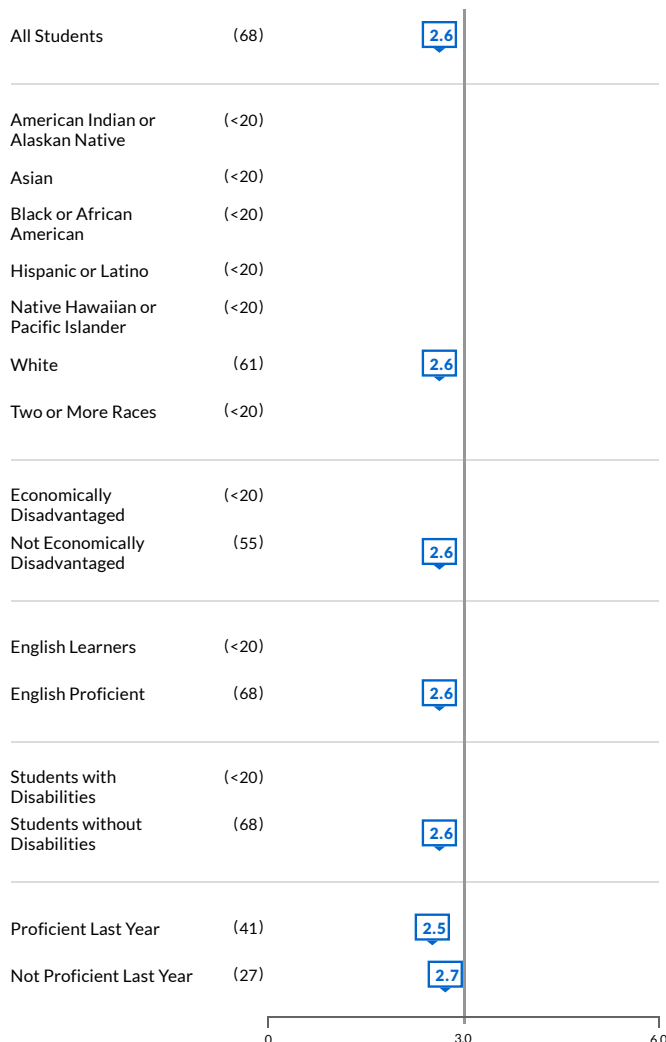 All Students (68) 2.6
American Indian or
Alaskan Native (<20)
Asian (<20)
Black or African
American (<20)
Hispanic or Latino (<20)
Native Hawaiian or
Pacific Islander (<20)
White (61) 2.6
Two or More Races (<20)
Economically
Disadvantaged (<20)
Not Economically
Disadvantaged (55) 2.6
English Learners (<20)
English Proficient (68) 2.6
Students with
Disabilities (<20)
Students without
Disabilities (68) 2.6
Proficient Last Year (41) 2.5
Not Proficient Last Year (27) 2.7
0 3.0 6.0